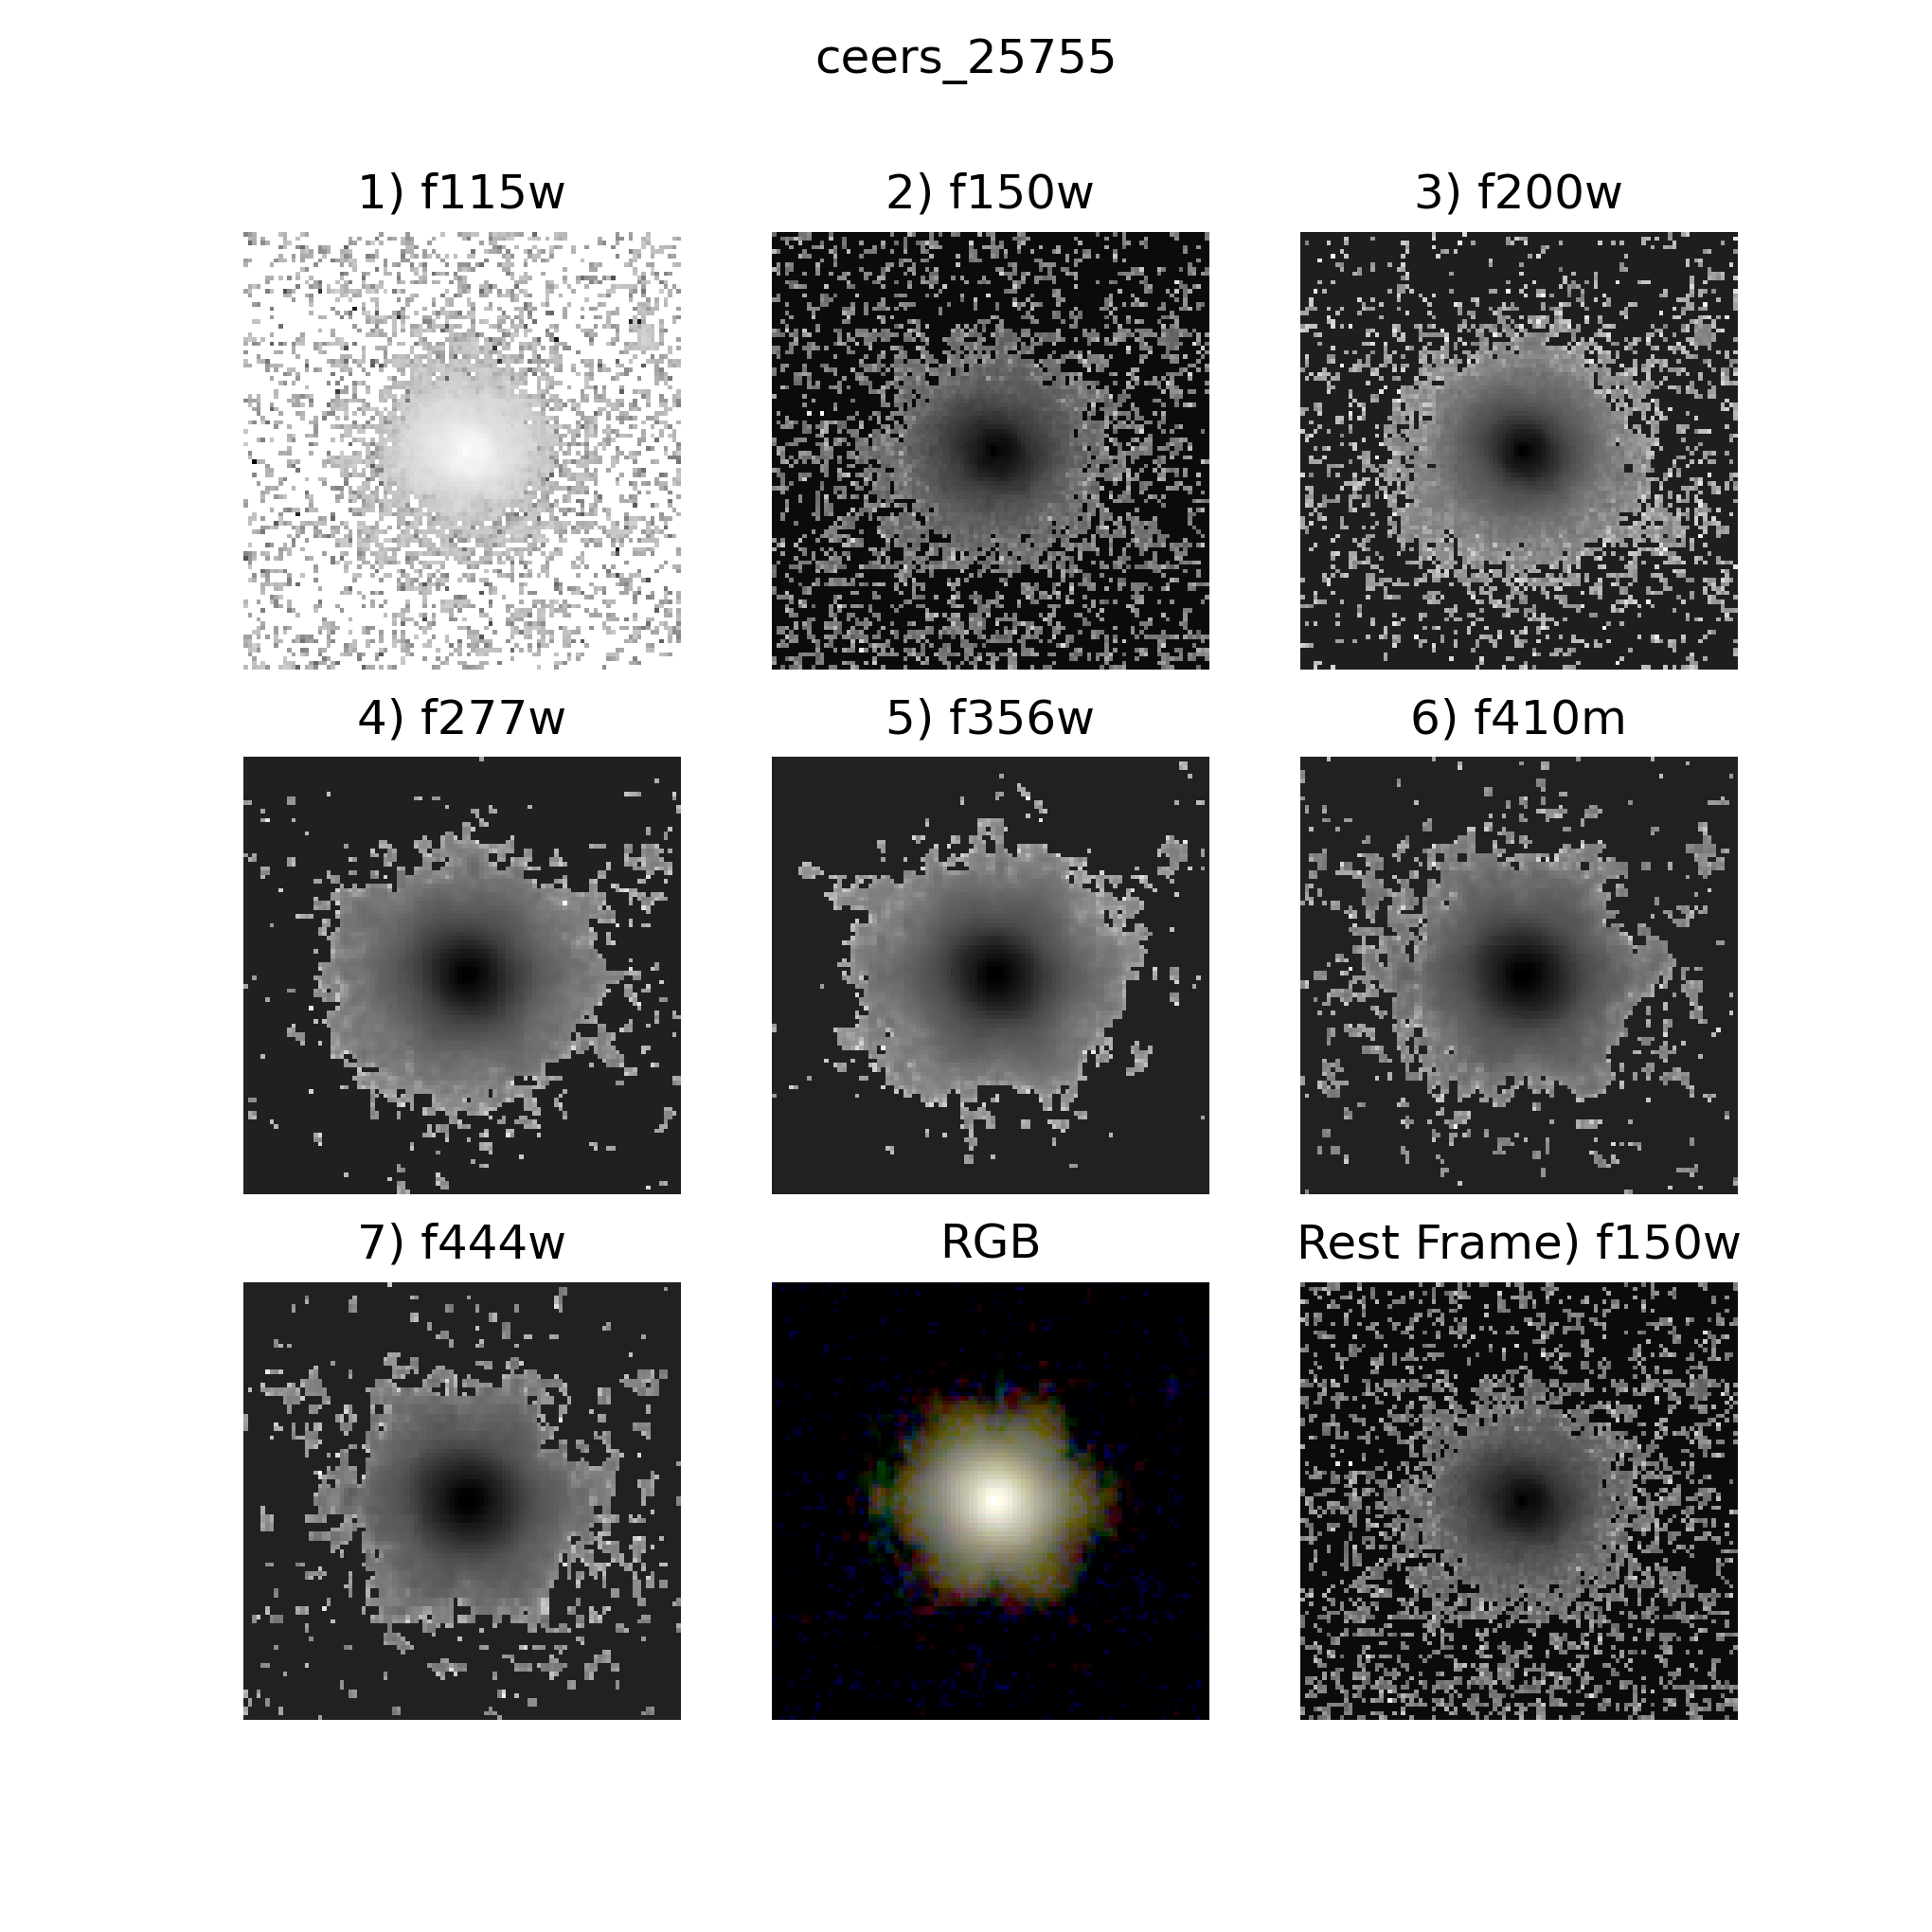 ceers_25755
1) f115w
2) f150w
3) f200w
4) f277w
5) f356w
6) f410m
7) f444w
RGB
Rest Frame) f150w